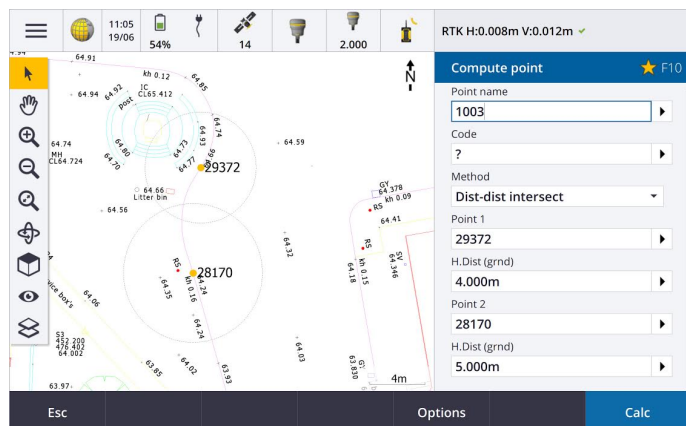 11:05
19/06
54%
14
2.000
RTK H:0.008m V:0.012m
64.91
kh 0.12
64.85
64.94
64.92
IC
CL65.412
post
64.74
64.93
64.74
MH
CL64.724
64.80
64.70
64.73
64.77
64.59
29372
64.66
Litter bin
64.56
GY
64.378
kh 0.09
RS
64.41
64.32
RS
SV
64.346
64.18
kh 0.15
RS
28170
64.35
kh 0.16
64.24
64.06
64.24
S3
452.200
476.402
64.002
63.85
64.02
63.93
64.03
GY
63.830
63.97
N
4m
Compute point
F10
Point name
1003
Code
?
Method
Dist-dist intersect
Point 1
29372
H.Dist (grnd)
4.000m
Point 2
28170
H.Dist (grnd)
5.000m
Esc
Options
Calc